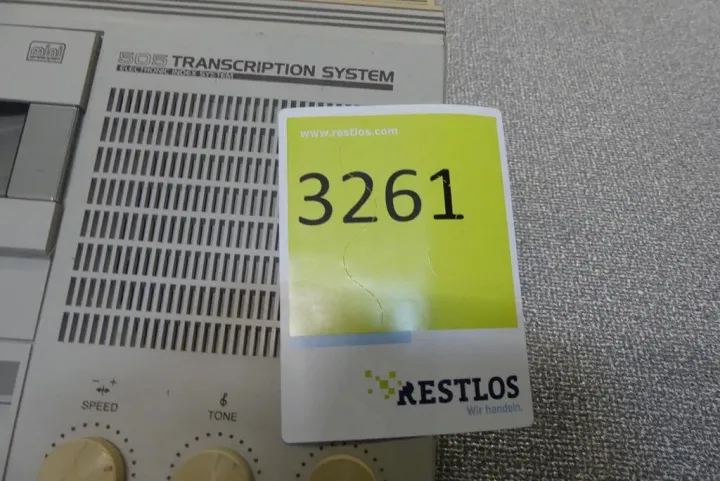 mini
505 TRANSCRIPTION SYSTEM
ELECTRONIC INDEX SYSTEM
www.restlos.com
3261
RESTLOS
Wir handeln.
SPEED
TONE